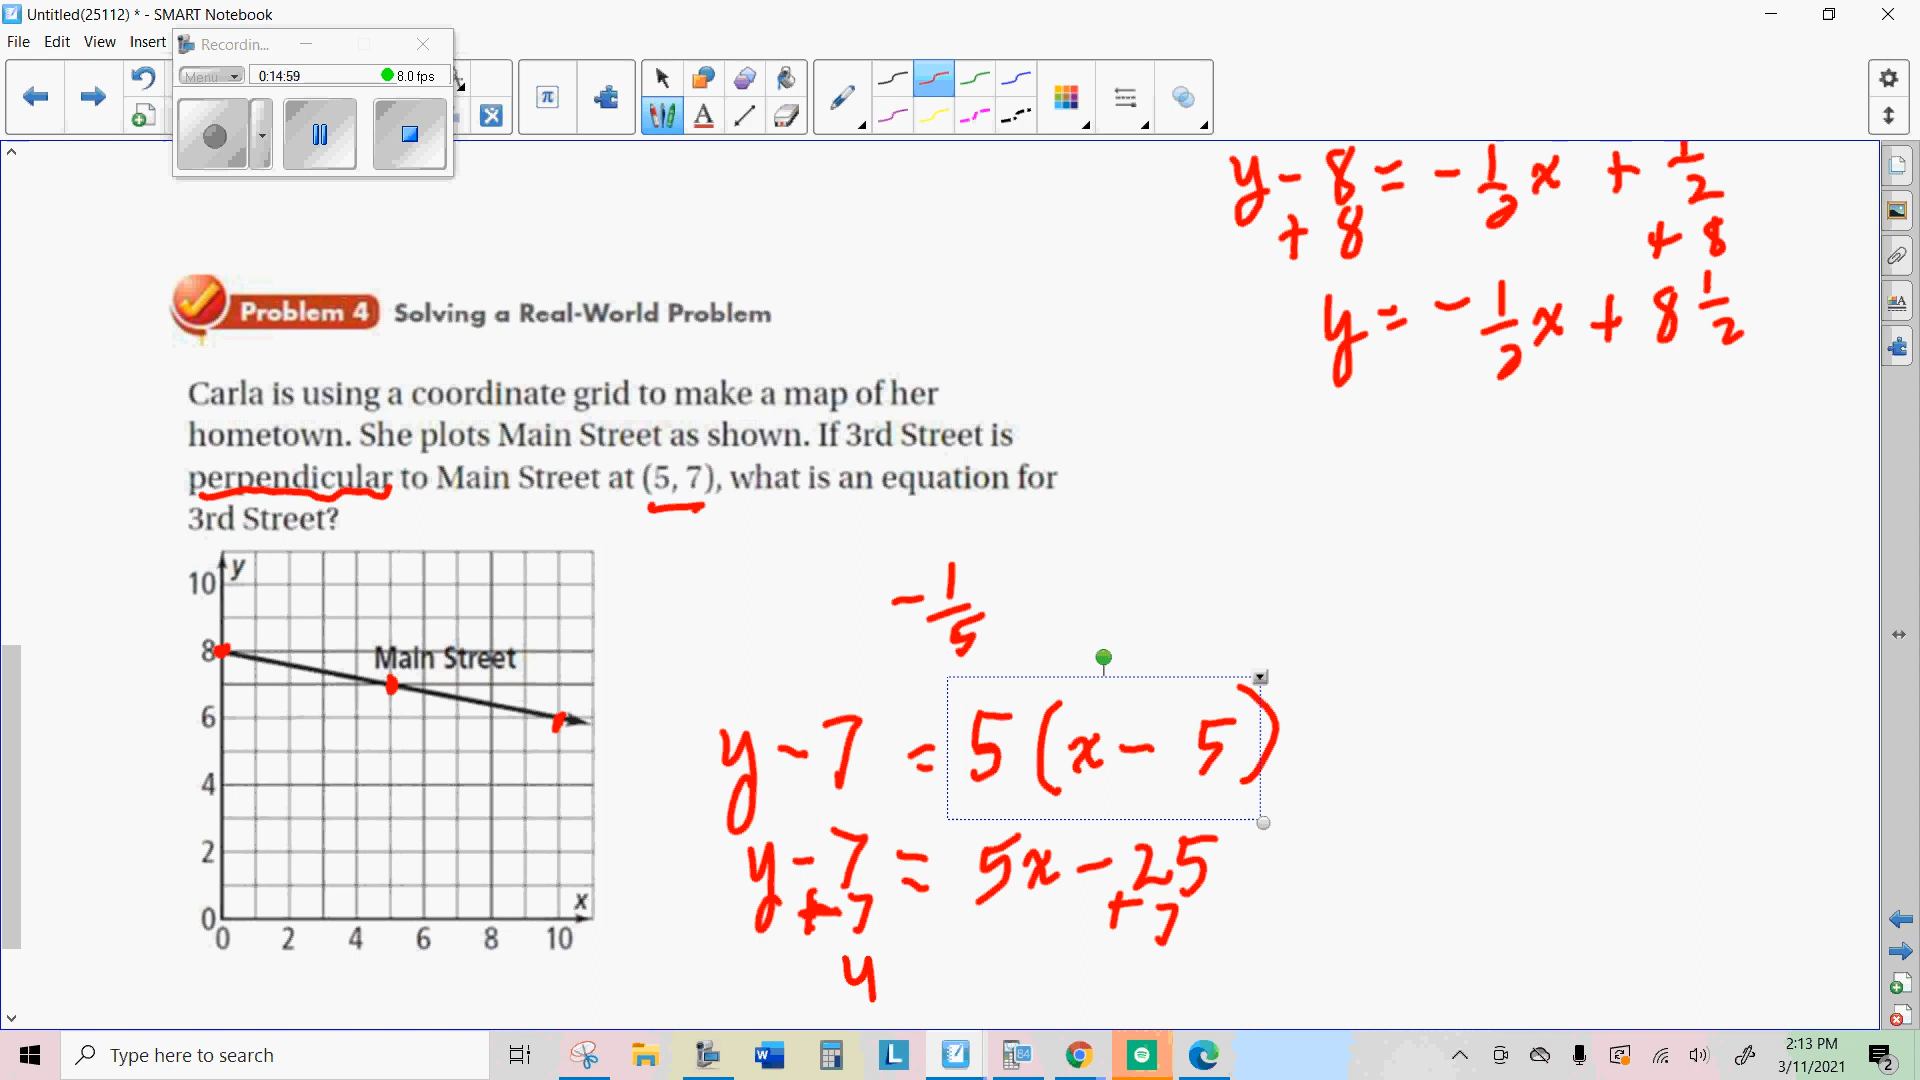 Untitled(25112) * - SMART Notebook
File Edit View Insert
Recordin...
Menu 0:14:59 8.0 fps
π
A
y - 8 = - 1/2 x + 1/2
+ 8 + 8
y = - 1/2 x + 8 1/2
Problem 4 Solving a Real-World Problem
Carla is using a coordinate grid to make a map of her
hometown. She plots Main Street as shown. If 3rd Street is
perpendicular to Main Street at (5, 7), what is an equation for
3rd Street?
y
10
8
Main Street
6
4
2
0
x
0 2 4 6 8 10
- 1/5
y - 7 = 5 ( x - 5 )
y - 7 = 5x - 25
+ 7 + 7
y
Type here to search
W
L
84
2:13 PM
3/11/2021
2